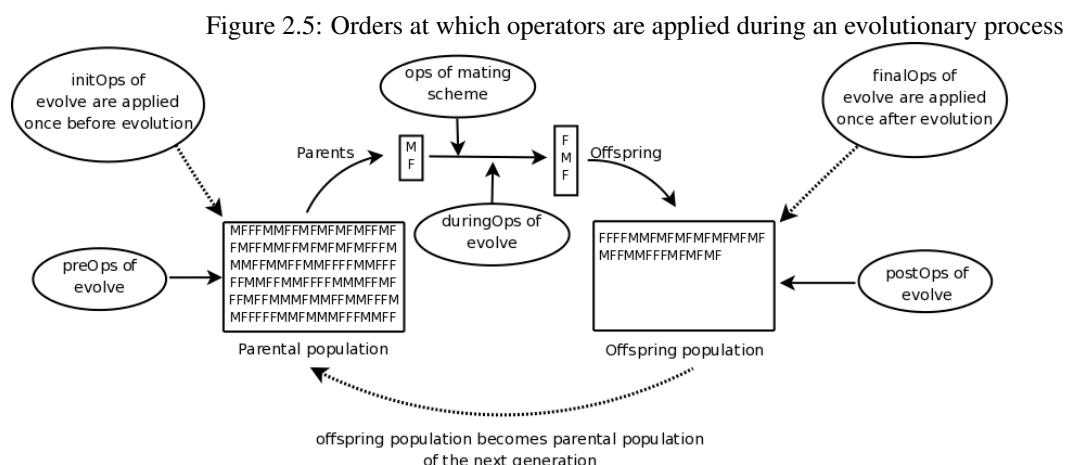 Figure 2.5: Orders at which operators are applied during an evolutionary process
initOps of
evolve are applied
once before evolution
ops of mating
scheme
finalOps of
evolve are applied
once after evolution
Parents
M
F
F
M
F
Offspring
duringOps of
evolve
preOps of
evolve
MFFFMMFFMFMFMFMFFMF
FMFFMMFFMFMFMFMFFFM
MMFFMMFFMMFFFFMMFFF
FFMMFFMMFFFFMMMFFMF
FFMFFMMMFMMFFMMFFFM
MFFFFFMMFMMMFFFMMFF
Parental population
FFFFMMFMFMFMFMFMFMF
MFFMMFFFMFMFMF
Offspring population
postOps of
evolve
offspring population becomes parental population
of the next generation